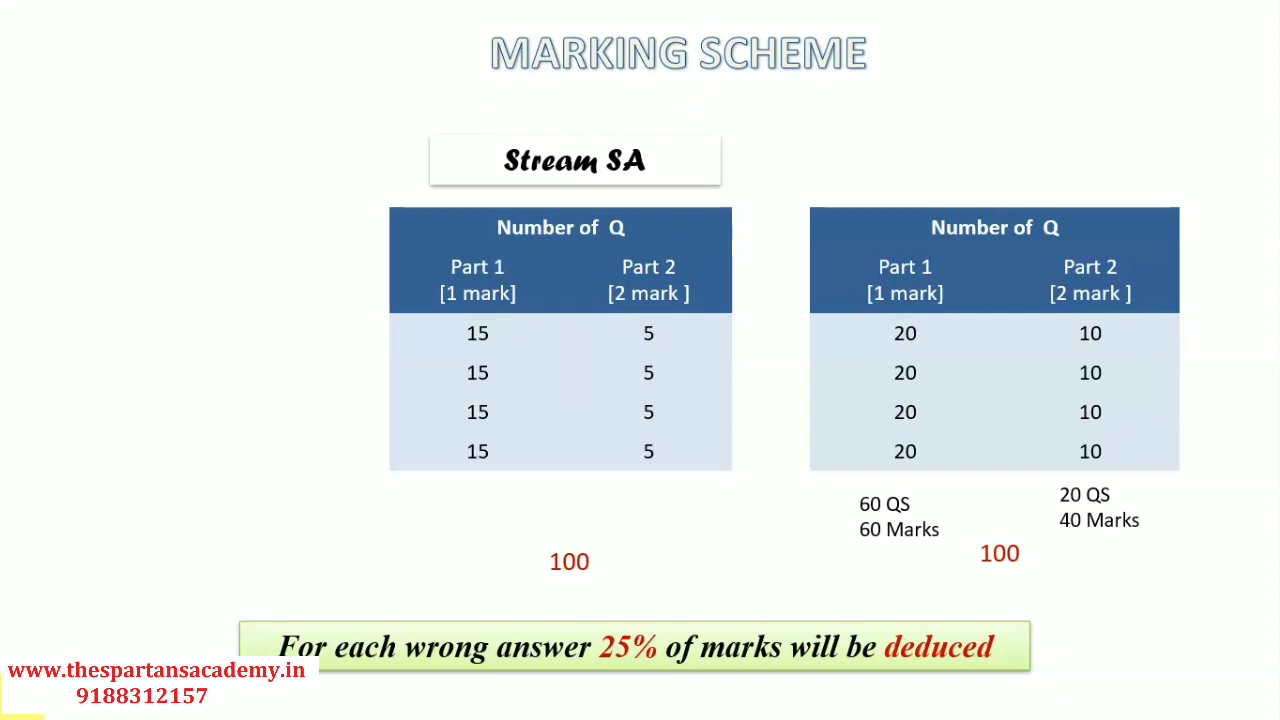 MARKING SCHEME
Stream SA
Number of Q
Part 1 Part 2
[1 mark] [2 mark ]
15 5
15 5
15 5
15 5
100
Number of Q
Part 1 Part 2
[1 mark] [2 mark ]
20 10
20 10
20 10
20 10
60 QS
60 Marks
20 QS
40 Marks
100
For each wrong answer 25% of marks will be deduced
www.thespartansacademy.in
9188312157